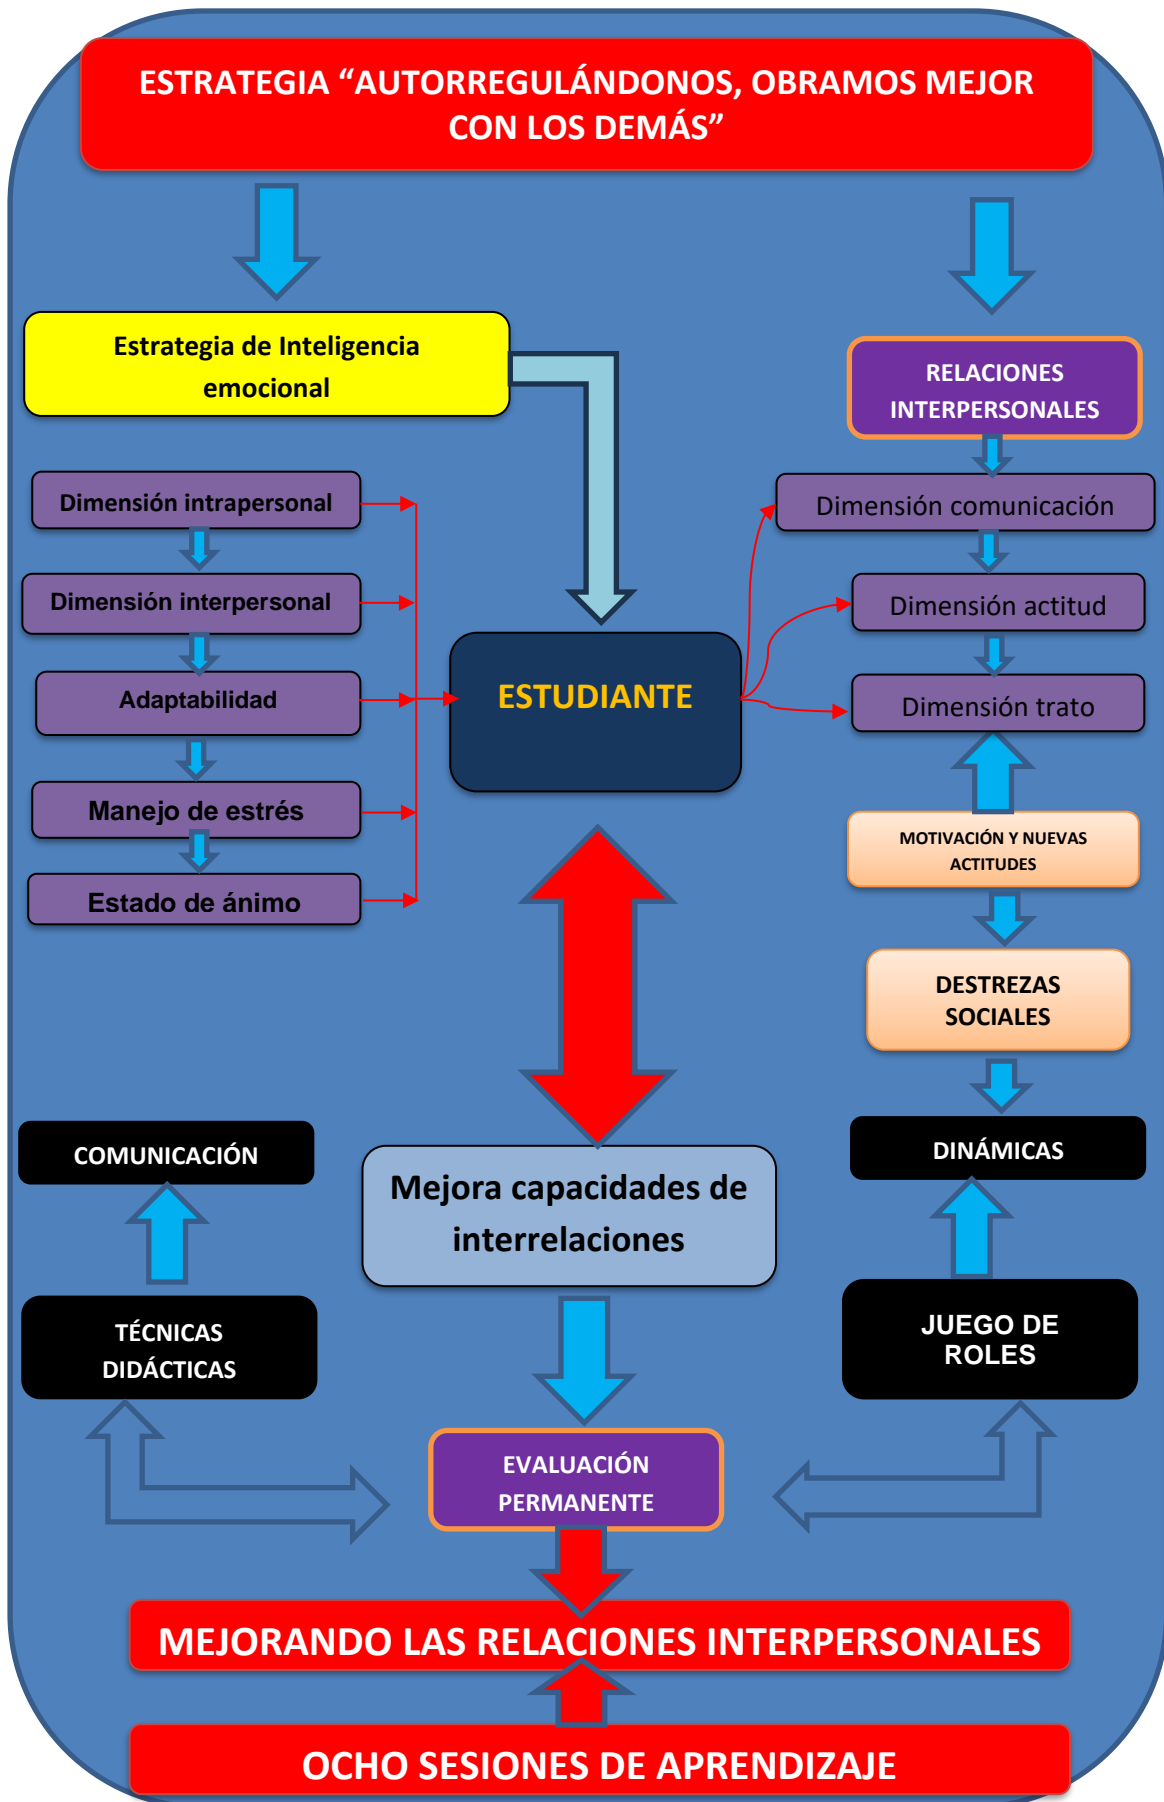 ESTRATEGIA “AUTORREGULÁNDONOS, OBRAMOS MEJOR
CON LOS DEMÁS”
Estrategia de Inteligencia
emocional
RELACIONES
INTERPERSONALES
Dimensión intrapersonal
Dimensión interpersonal
Adaptabilidad
Manejo de estrés
Estado de ánimo
ESTUDIANTE
Dimensión comunicación
Dimensión actitud
Dimensión trato
MOTIVACIÓN Y NUEVAS
ACTITUDES
DESTREZAS
SOCIALES
COMUNICACIÓN
Mejora capacidades de
interrelaciones
DINÁMICAS
TÉCNICAS
DIDÁCTICAS
JUEGO DE
ROLES
EVALUACIÓN
PERMANENTE
MEJORANDO LAS RELACIONES INTERPERSONALES
OCHO SESIONES DE APRENDIZAJE